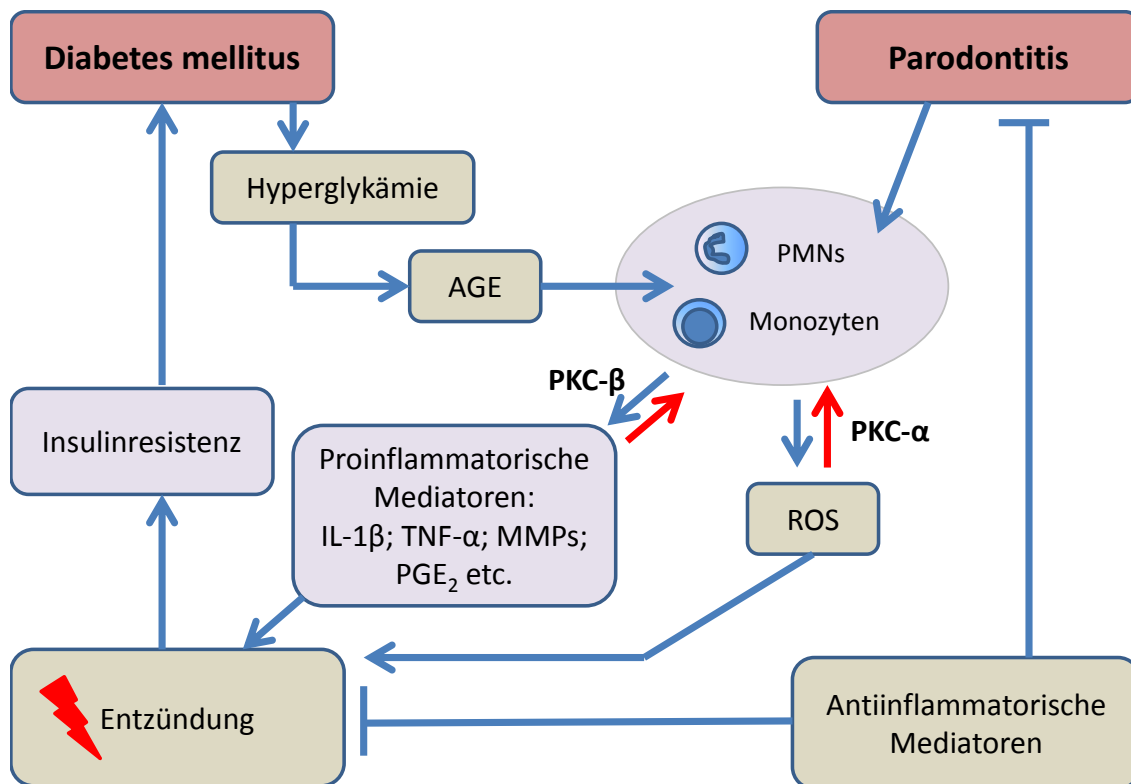 Diabetes mellitus
Parodontitis
Hyperglykämie
AGE
PMNs
Monozyten
PKC-β
PKC-α
Insulinresistenz
Proinflammatorische
Mediatoren:
IL-1β; TNF-α; MMPs;
PGE₂ etc.
ROS
Entzündung
Antiinflammatorische
Mediatoren